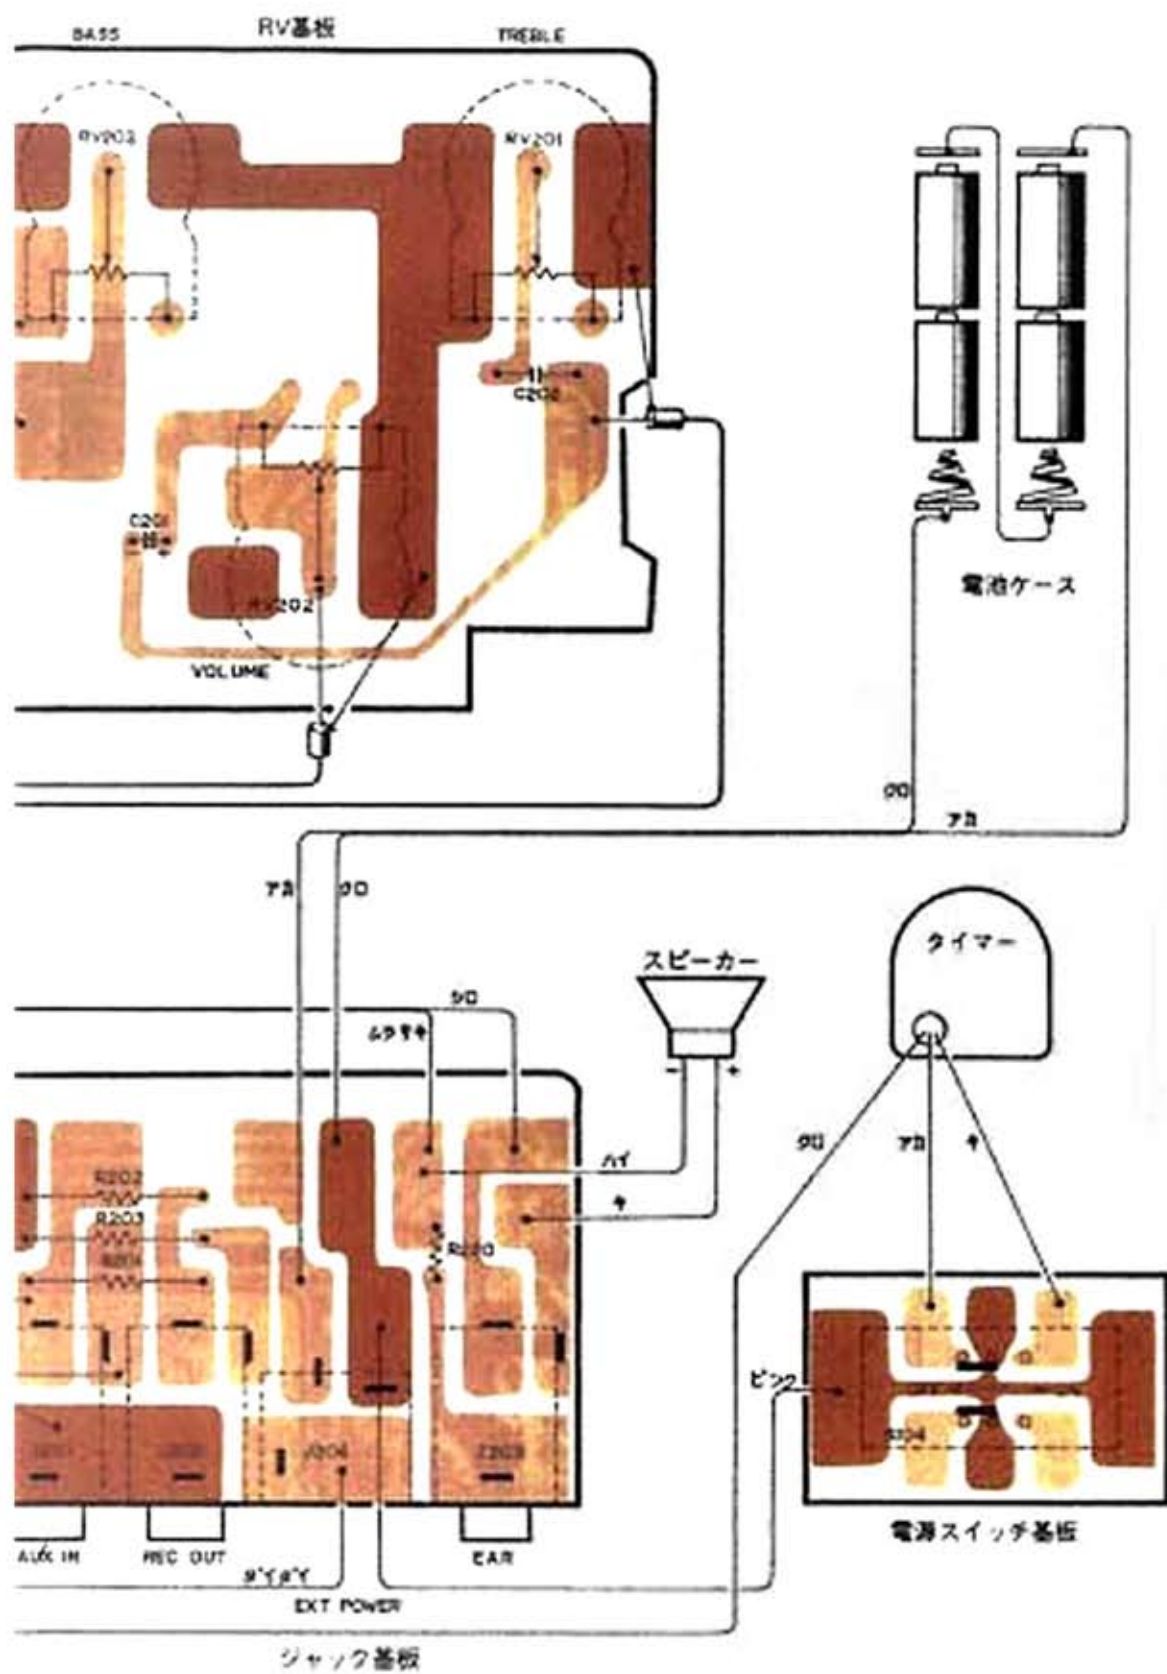 BASS
RV基板
TREBLE
RV203
RV201
C202
C201
RV202
VOLUME
電池ケース
クロ
アカ
アカ
クロ
スピーカー
タイマー
シロ
ムラサキ
- +
クロ
アカ
キ
ハイ
キ
R202
R203
R201
R220
ピンク
S204
J204
J203
電源スイッチ基板
AUX IN
REC OUT
EAR
ダイダイ
EXT POWER
ジャック基板